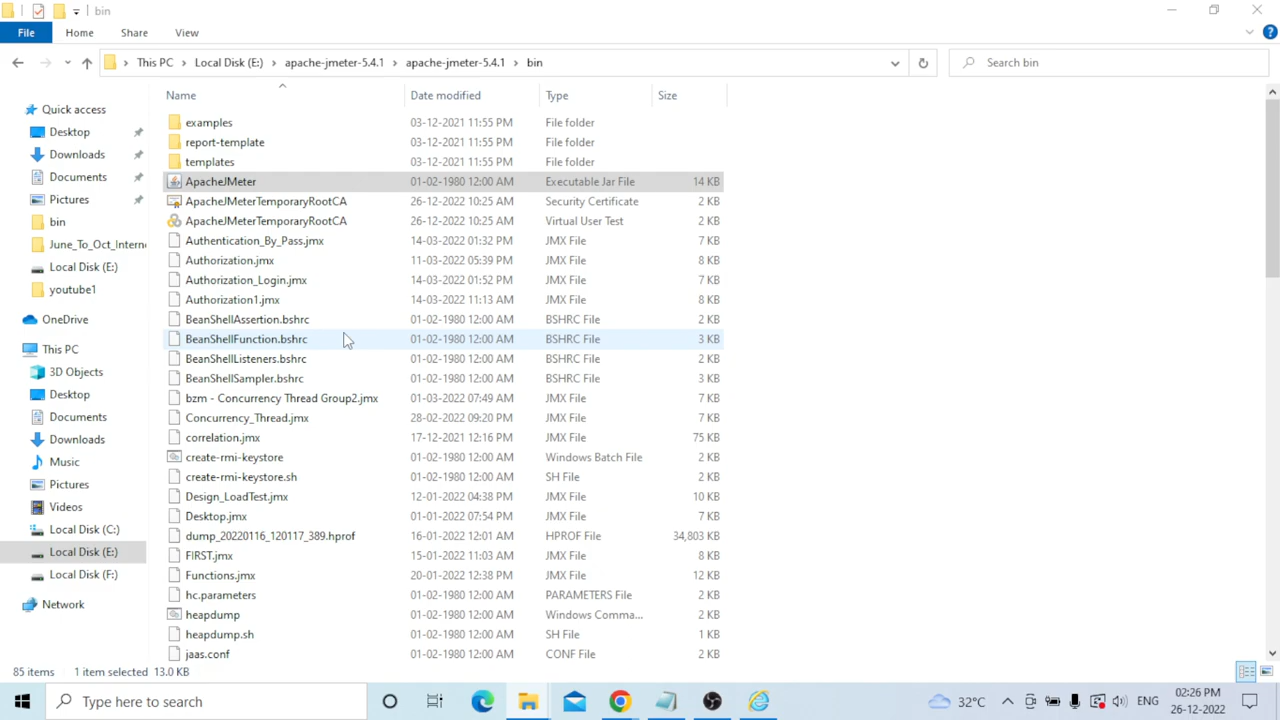 bin
File Home Share View
This PC Local Disk (E:) apache-jmeter-5.4.1 apache-jmeter-5.4.1 bin Search bin
Name Date modified Type Size
Quick access
Desktop
Downloads
Documents
Pictures
bin
June_To_Oct_Intern
Local Disk (E:)
youtube1
OneDrive
This PC
3D Objects
Desktop
Documents
Downloads
Music
Pictures
Videos
Local Disk (C:)
Local Disk (E:)
Local Disk (F:)
Network
examples 03-12-2021 11:55 PM File folder
report-template 03-12-2021 11:55 PM File folder
templates 03-12-2021 11:55 PM File folder
ApacheJMeter 01-02-1980 12:00 AM Executable Jar File 14 KB
ApacheJMeterTemporaryRootCA 26-12-2022 10:25 AM Security Certificate 2 KB
ApacheJMeterTemporaryRootCA 26-12-2022 10:25 AM Virtual User Test 2 KB
Authentication_By_Pass.jmx 14-03-2022 01:32 PM JMX File 7 KB
Authorization.jmx 11-03-2022 05:39 PM JMX File 8 KB
Authorization_Login.jmx 14-03-2022 01:52 PM JMX File 7 KB
Authorization1.jmx 14-03-2022 11:13 AM JMX File 8 KB
BeanShellAssertion.bshrc 01-02-1980 12:00 AM BSHRC File 2 KB
BeanShellFunction.bshrc 01-02-1980 12:00 AM BSHRC File 3 KB
BeanShellListeners.bshrc 01-02-1980 12:00 AM BSHRC File 2 KB
BeanShellSampler.bshrc 01-02-1980 12:00 AM BSHRC File 2 KB
bzm - Concurrency Thread Group2.jmx 01-03-2022 07:49 AM JMX File 7 KB
Concurrency_Thread.jmx 28-02-2022 09:20 PM JMX File 7 KB
correlation.jmx 17-12-2021 12:16 PM JMX File 75 KB
create-rmi-keystore 01-02-1980 12:00 AM Windows Batch File 2 KB
create-rmi-keystore.sh 01-02-1980 12:00 AM SH File 2 KB
Design_LoadTest.jmx 12-01-2022 04:38 PM JMX File 10 KB
Desktop.jmx 01-01-2022 07:54 PM JMX File 7 KB
dump_20220116_120117_389.hprof 16-01-2022 12:01 AM HPROF File 34,803 KB
FIRST.jmx 15-01-2022 11:03 AM JMX File 8 KB
Functions.jmx 20-01-2022 12:38 PM JMX File 12 KB
hc.parameters 01-02-1980 12:00 AM PARAMETERS File 2 KB
heapdump 01-02-1980 12:00 AM Windows Comma... 2 KB
heapdump.sh 01-02-1980 12:00 AM SH File 1 KB
jaas.conf 01-02-1980 12:00 AM CONF File 2 KB
85 items 1 item selected 13.0 KB
Type here to search 32°C ENG 02:26 PM
26-12-2022